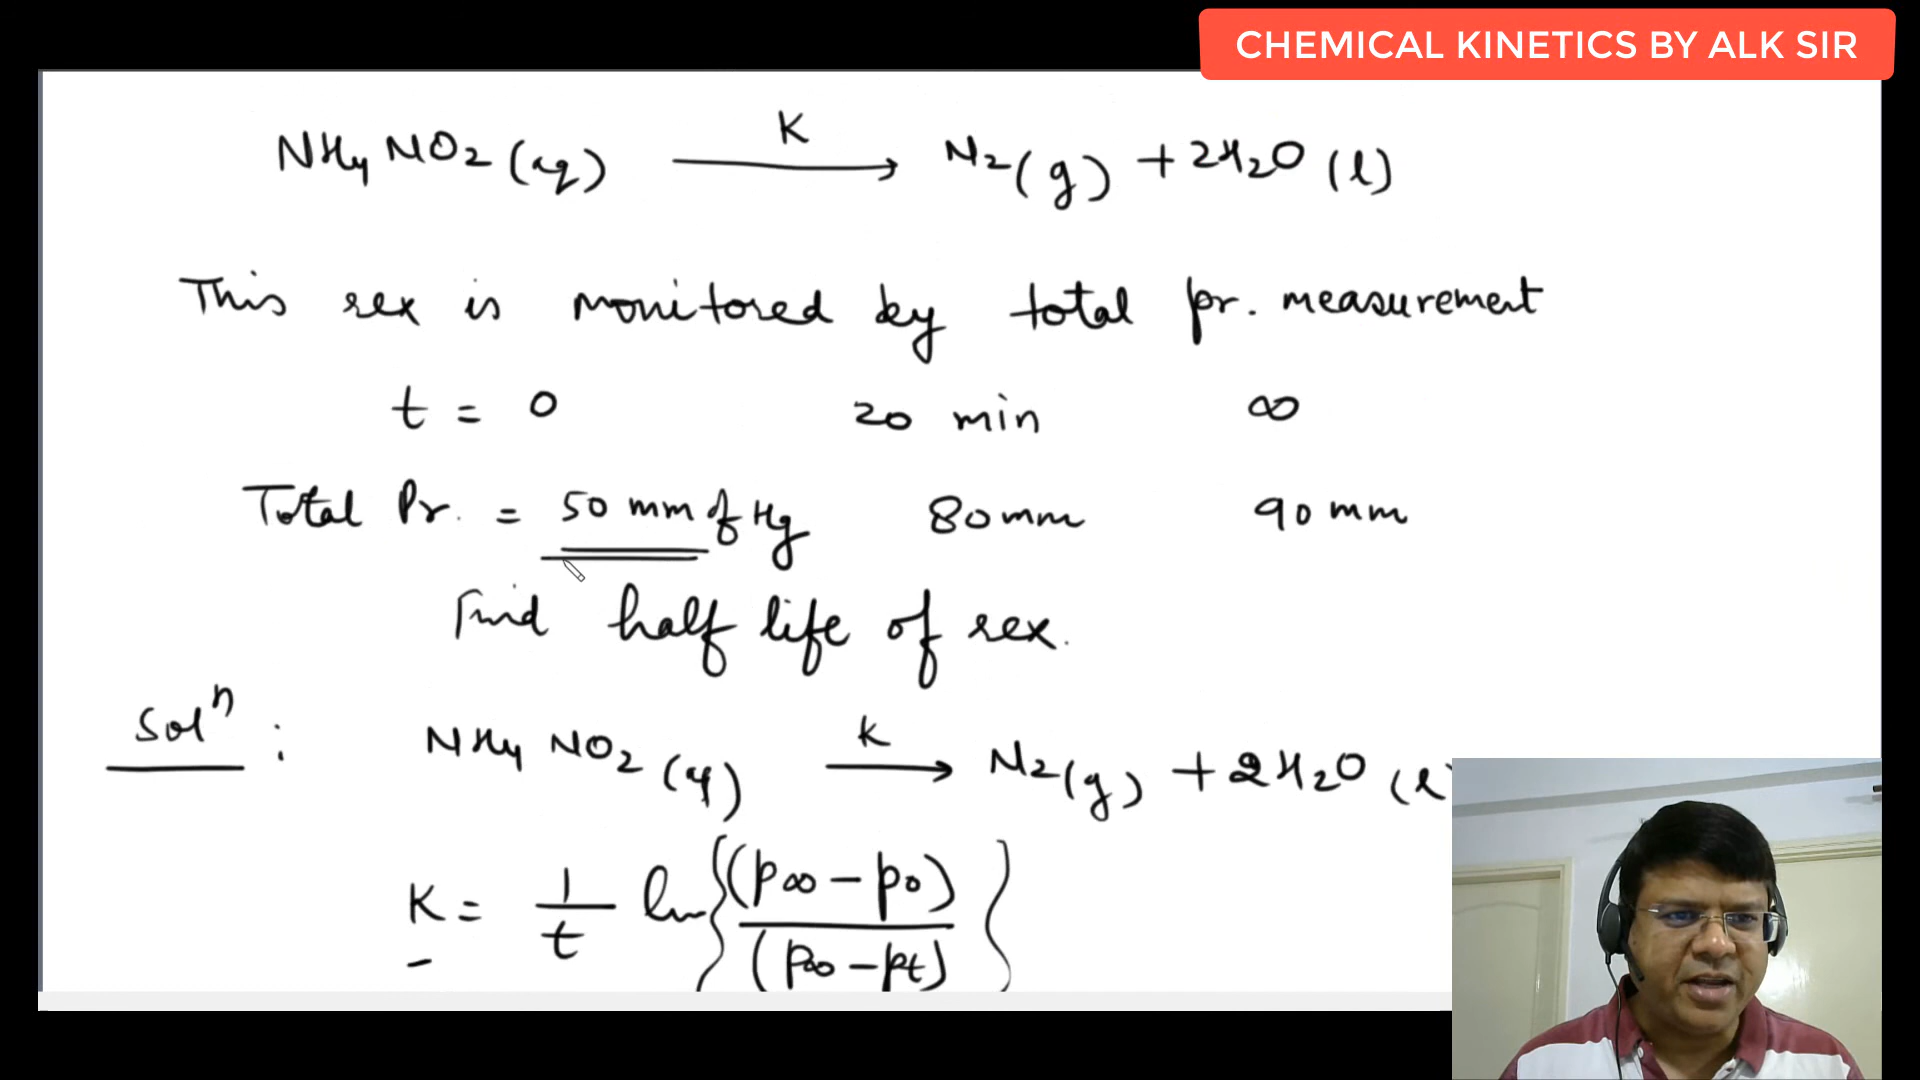 CHEMICAL KINETICS BY ALK SIR
NH4NO2(aq) —K→ N2(g) + 2H2O (l)
This rex is monitored by total pr. measurement
t = 0 20 min ∞
Total Pr. = 50 mm of Hg 80 mm 90 mm
Find half life of rex.
Solⁿ : NH4NO2(aq) —K→ N2(g) + 2H2O (l
K = 1/t ln{(p∞ − p0)/(p∞ − pt)}